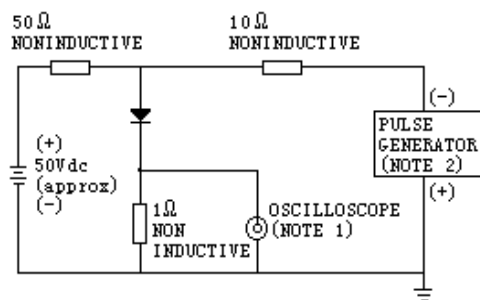 50Ω
NONINDUCTIVE
10Ω
NONINDUCTIVE
(-)
PULSE
GENERATOR
(NOTE 2)
(+)
(+)
50Vdc
(approx)
(-)
1Ω
NON
INDUCTIVE
OSCILLOSCOPE
(NOTE 1)